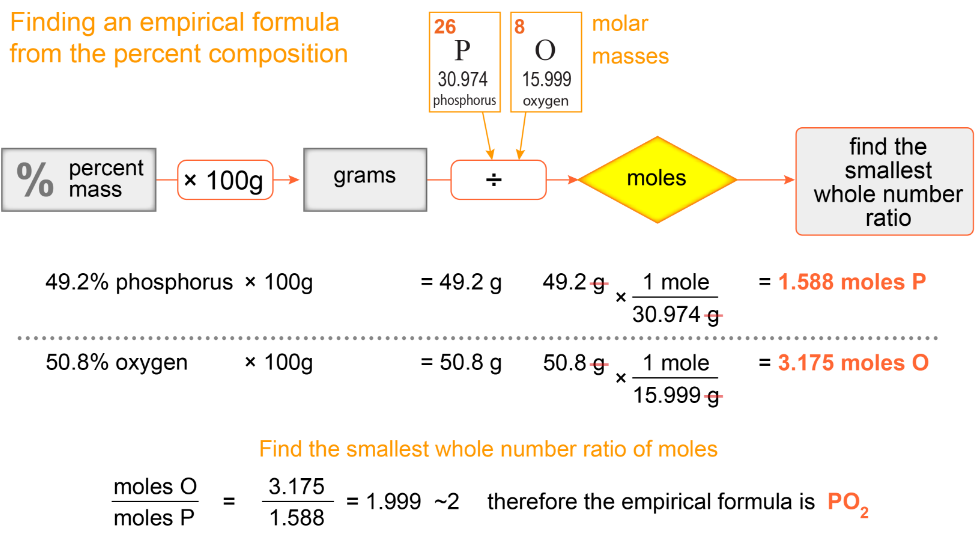 Finding an empirical formula
from the percent composition
26
P
30.974
phosphorus
8
O
15.999
oxygen
molar
masses
% percent
mass
× 100g
grams
÷
moles
find the
smallest
whole number
ratio
49.2% phosphorus × 100g = 49.2 g 49.2 g × 1 mole = 1.588 moles P
30.974 g
50.8% oxygen × 100g = 50.8 g 50.8 g × 1 mole = 3.175 moles O
15.999 g
Find the smallest whole number ratio of moles
moles O = 3.175 = 1.999 ~2 therefore the empirical formula is PO₂
moles P 1.588